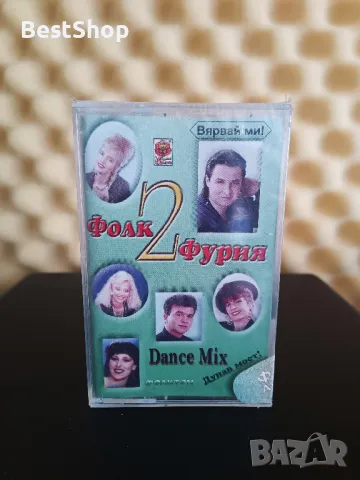 BestShop
Вярвай ми!
Фолк 2 Фурия
Dance Mix
Дунав мост!
BAZAR